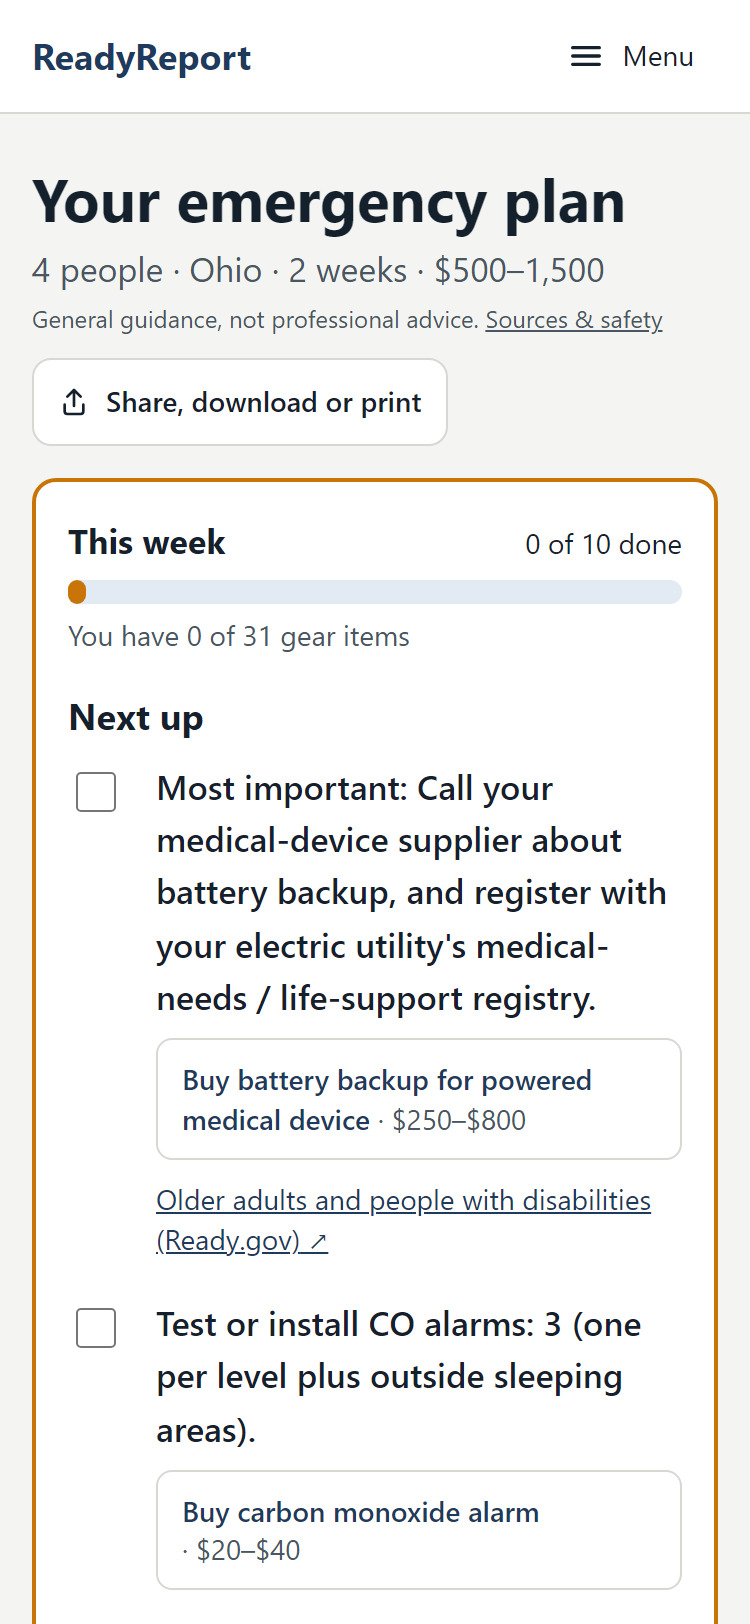 ReadyReport
Menu
Your emergency plan
4 people · Ohio · 2 weeks · $500–1,500
General guidance, not professional advice. Sources & safety
Share, download or print
This week
0 of 10 done
You have 0 of 31 gear items
Next up
Most important: Call your
medical-device supplier about
battery backup, and register with
your electric utility's medical-
needs / life-support registry.
Buy battery backup for powered
medical device · $250–$800
Older adults and people with disabilities
(Ready.gov) ↗
Test or install CO alarms: 3 (one
per level plus outside sleeping
areas).
Buy carbon monoxide alarm
· $20–$40